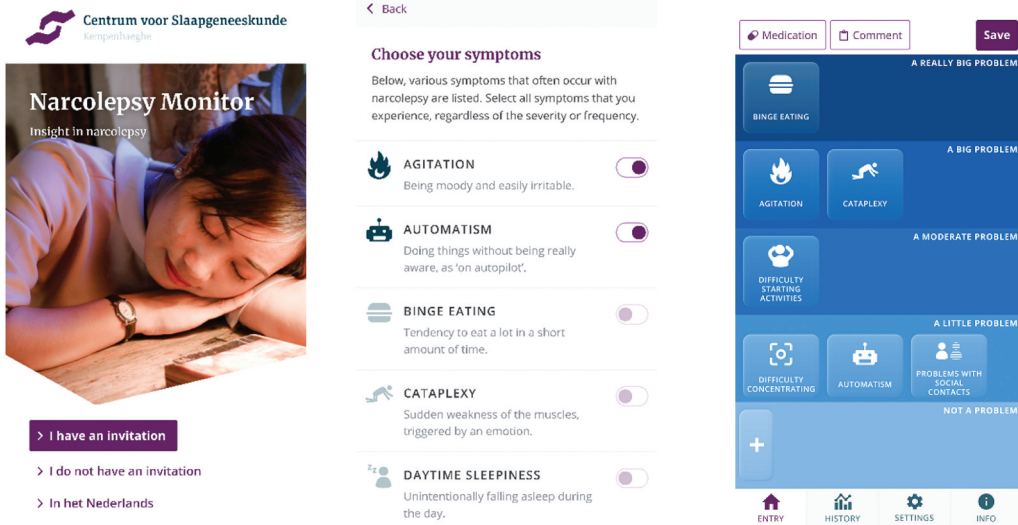 Centrum voor Slaapgeneeskunde
Kempenhaeghe
Narcolepsy Monitor
Insight in narcolepsy
> I have an invitation
> I do not have an invitation
> In het Nederlands
< Back
Choose your symptoms
Below, various symptoms that often occur with
narcolepsy are listed. Select all symptoms that you
experience, regardless of the severity or frequency.
AGITATION
Being moody and easily irritable.
AUTOMATISM
Doing things without being really
aware, as ‘on autopilot’.
BINGE EATING
Tendency to eat a lot in a short
amount of time.
CATAPLEXY
Sudden weakness of the muscles,
triggered by an emotion.
DAYTIME SLEEPINESS
Unintentionally falling asleep during
the day.
Medication
Comment
Save
A REALLY BIG PROBLEM
BINGE EATING
A BIG PROBLEM
AGITATION
CATAPLEXY
A MODERATE PROBLEM
DIFFICULTY
STARTING
ACTIVITIES
A LITTLE PROBLEM
DIFFICULTY
CONCENTRATING
AUTOMATISM
PROBLEMS WITH
SOCIAL
CONTACTS
NOT A PROBLEM
+
ENTRY
HISTORY
SETTINGS
INFO